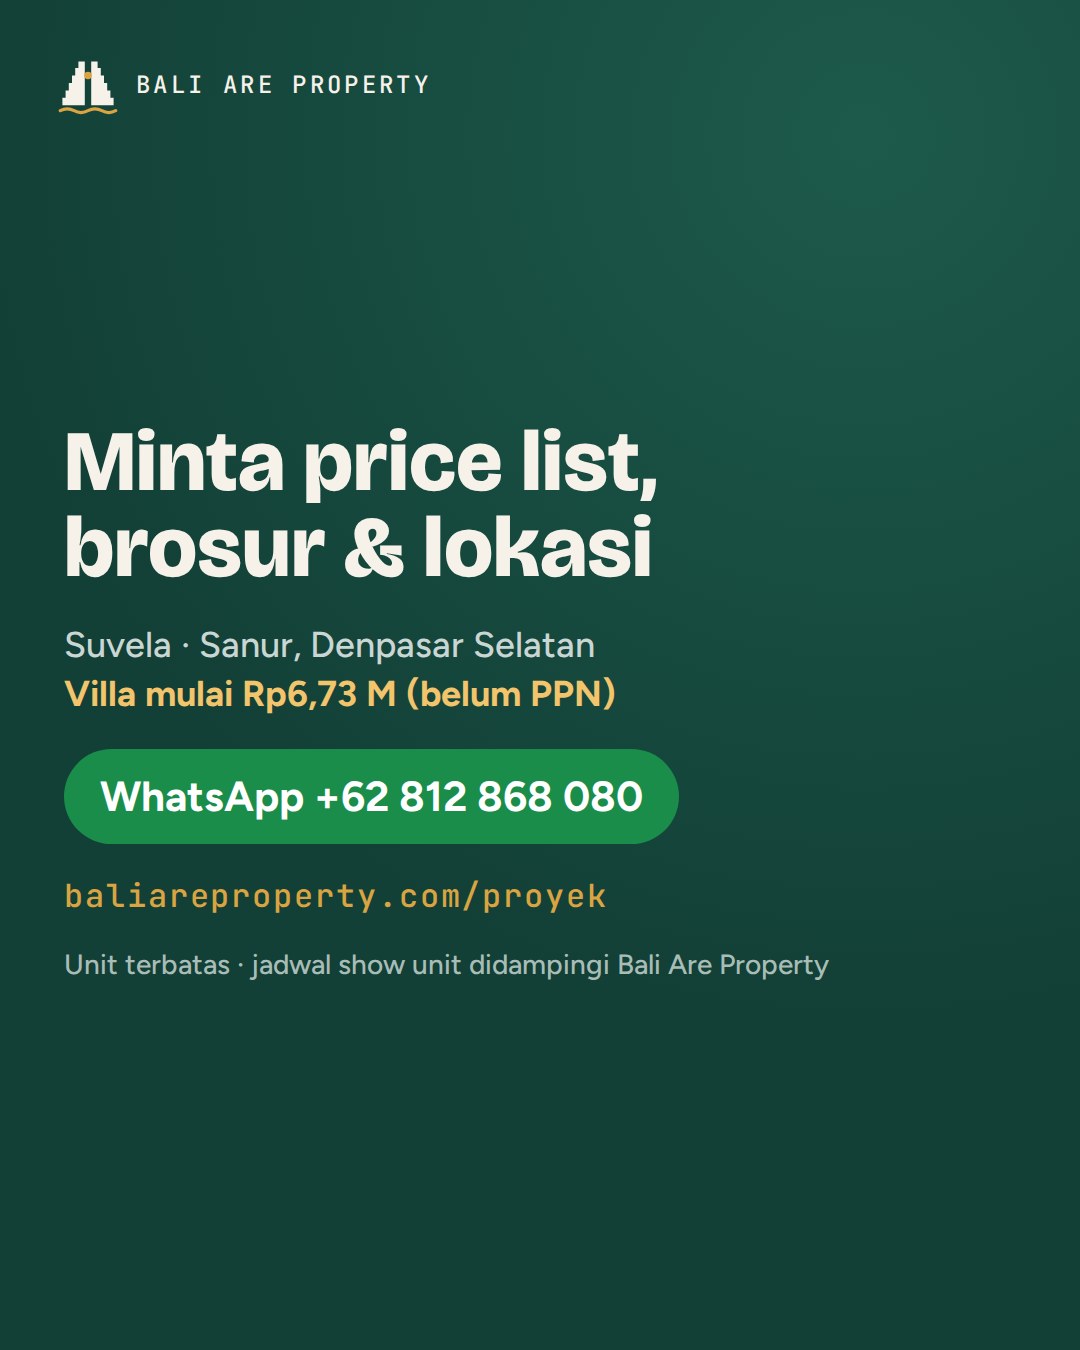 BALI ARE PROPERTY
Minta price list,
brosur & lokasi
Suvela · Sanur, Denpasar Selatan
Villa mulai Rp6,73 M (belum PPN)
WhatsApp +62 812 868 080
baliareproperty.com/proyek
Unit terbatas · jadwal show unit didampingi Bali Are Property